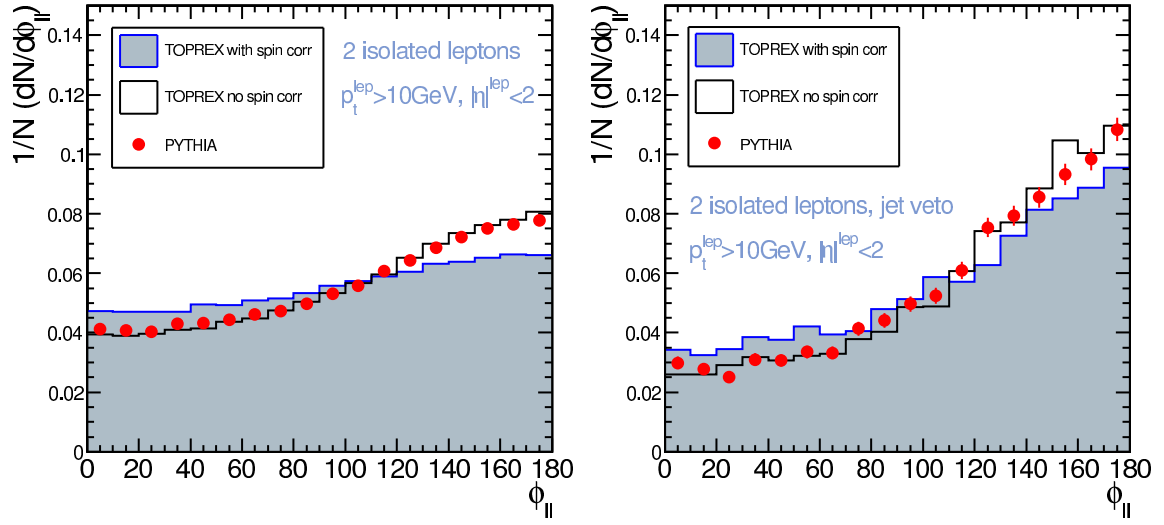 1/N (dN/dϕ_ll)
0.14
0.12
0.1
0.08
0.06
0.04
0.02
0
TOPREX with spin corr
TOPREX no spin corr
PYTHIA
2 isolated leptons
p_t^lep>10GeV, |η|^lep<2
0 20 40 60 80 100 120 140 160 180
ϕ_ll
1/N (dN/dϕ_ll)
0.14
0.12
0.1
0.08
0.06
0.04
0.02
0
TOPREX with spin corr
TOPREX no spin corr
PYTHIA
2 isolated leptons, jet veto
p_t^lep>10GeV, |η|^lep<2
0 20 40 60 80 100 120 140 160 180
ϕ_ll